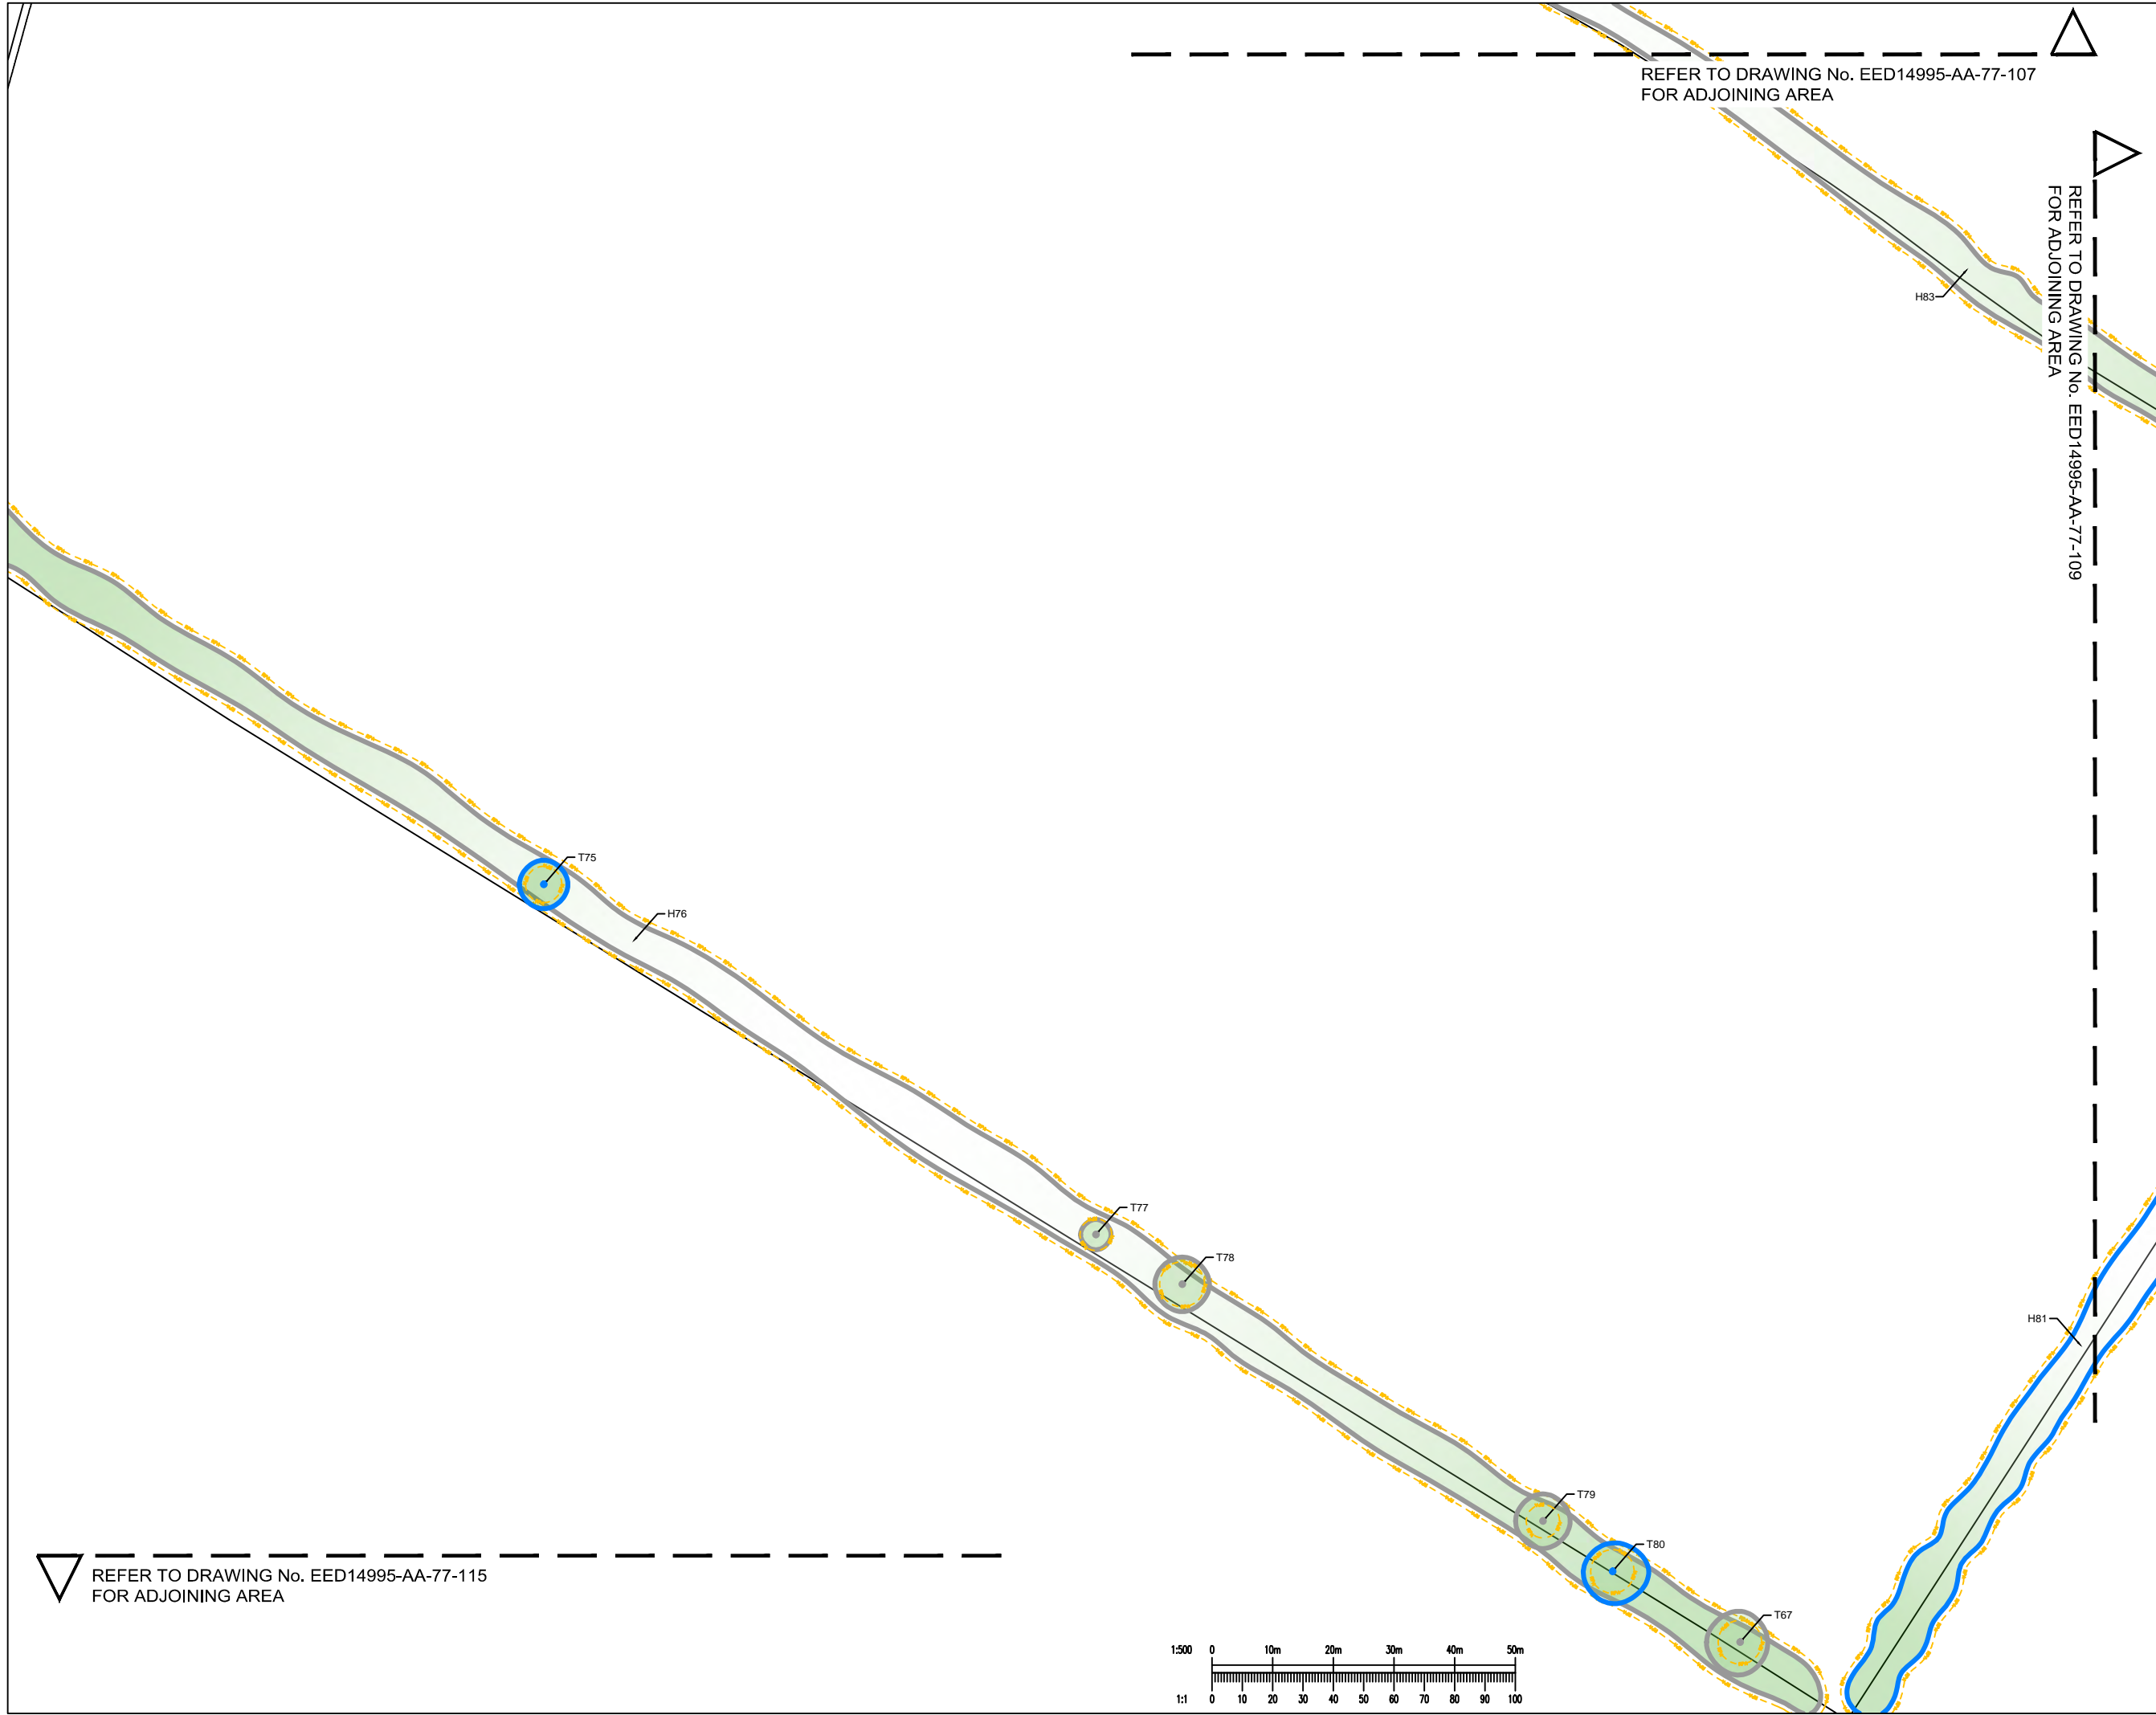 REFER TO DRAWING No. EED14995-AA-77-107
FOR ADJOINING AREA
REFER TO DRAWING No. EED14995-AA-77-109
FOR ADJOINING AREA
H83
T75
H76
T77
T78
H81
T79
T80
T67
REFER TO DRAWING No. EED14995-AA-77-115
FOR ADJOINING AREA
1:500 0 10m 20m 30m 40m 50m
1:1 0 10 20 30 40 50 60 70 80 90 100